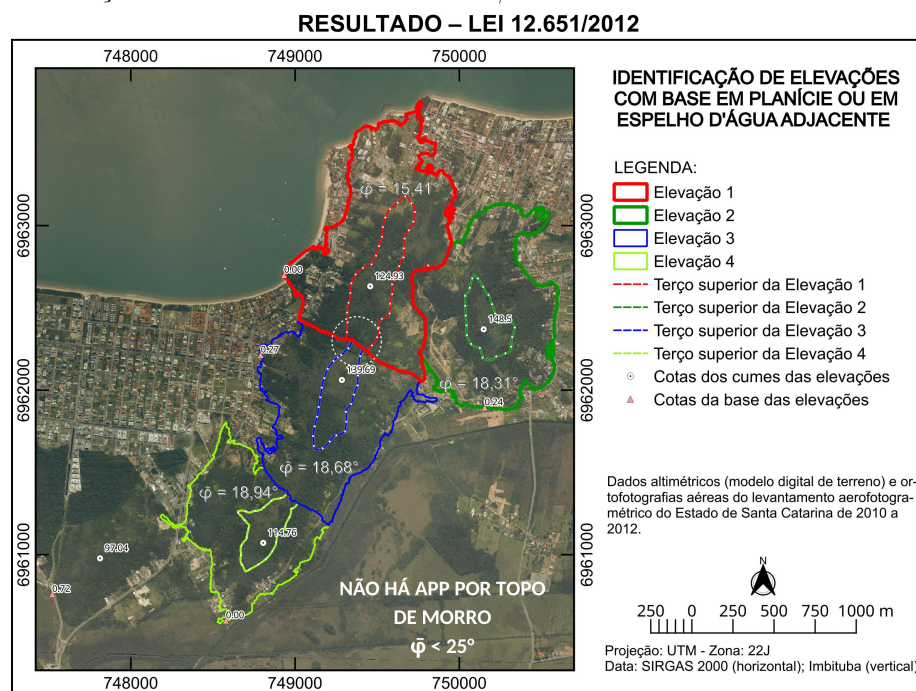 RESULTADO – LEI 12.651/2012
748000
749000
750000
6963000
6962000
6961000
6963000
6962000
6961000
748000
749000
750000
φ̄ = 15,41°
0.00
124.93
148.5
0.27
139.69
φ̄ = 18,31°
0.24
φ̄ = 18,68°
φ̄ = 18,94°
114.76
97.04
0.72
0.00
NÃO HÁ APP POR TOPO
DE MORRO
φ̄ < 25°
IDENTIFICAÇÃO DE ELEVAÇÕES
COM BASE EM PLANÍCIE OU EM
ESPELHO D'ÁGUA ADJACENTE
LEGENDA:
Elevação 1
Elevação 2
Elevação 3
Elevação 4
Terço superior da Elevação 1
Terço superior da Elevação 2
Terço superior da Elevação 3
Terço superior da Elevação 4
Cotas dos cumes das elevações
Cotas da base das elevações
Dados altimétricos (modelo digital de terreno) e or-
tofotografias aéreas do levantamento aerofotogra-
métrico do Estado de Santa Catarina de 2010 a
2012.
N
250 0 250 500 750 1000 m
Projeção: UTM - Zona: 22J
Data: SIRGAS 2000 (horizontal); Imbituba (vertical)